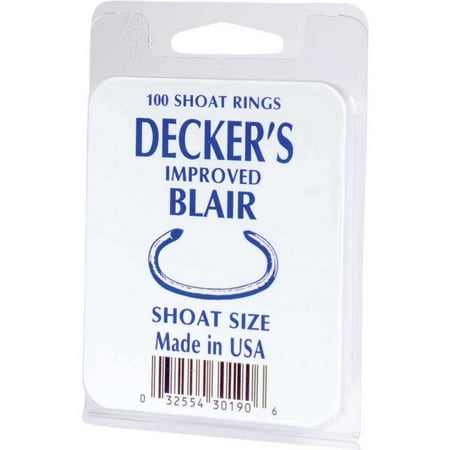 100 SHOAT RINGS
DECKER'S
IMPROVED
BLAIR
SHOAT SIZE
Made in USA
0 32554 30190 6